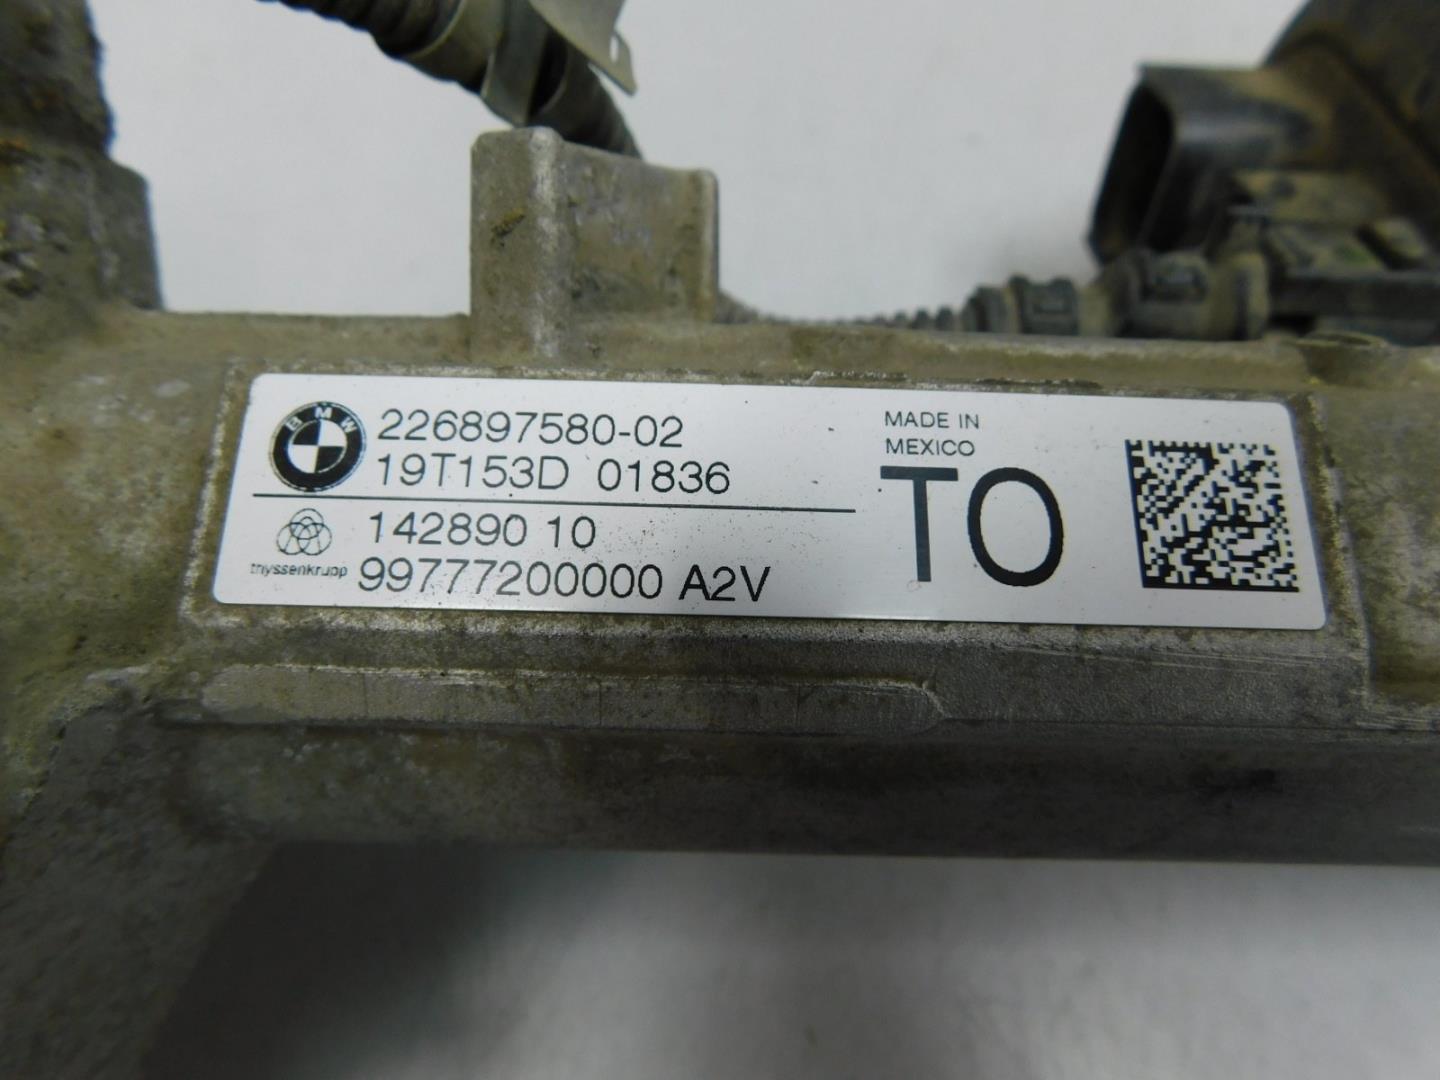 BMW
226897580-02
19T153D 01836
thyssenkrupp
142890 10
99777200000 A2V
MADE IN
MEXICO
TO